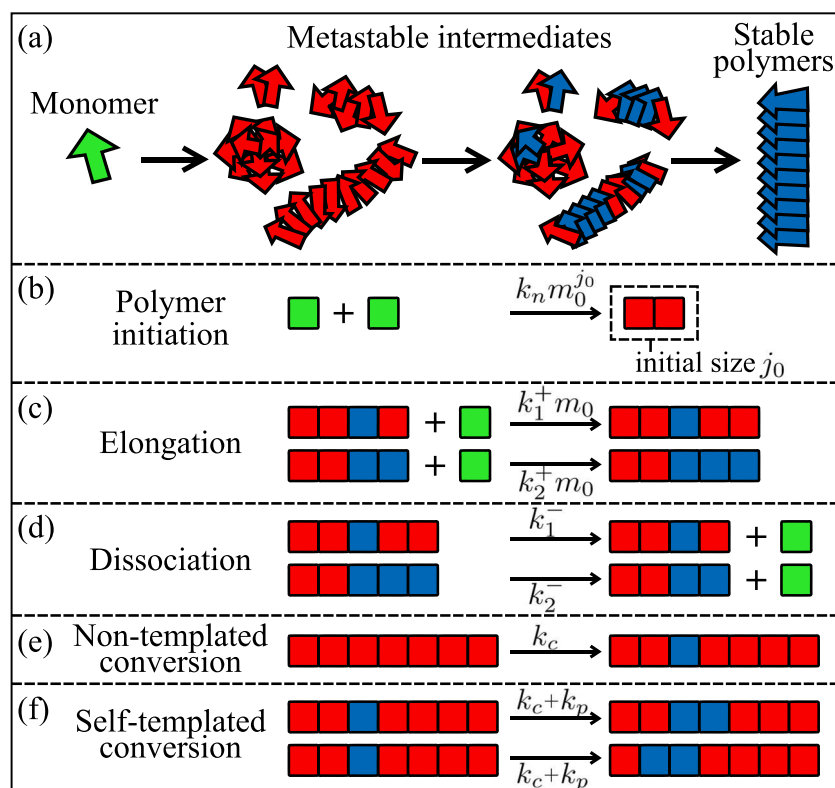 (a)
Metastable intermediates
Stable
polymers
Monomer
(b)
Polymer
initiation
+
k_n m_0^{j_0}
initial size j_0
(c)
Elongation
+
k_1^+ m_0
+
k_2^+ m_0
(d)
Dissociation
k_1^-
+
k_2^-
+
(e)
Non-templated
conversion
k_c
(f)
Self-templated
conversion
k_c+k_p
k_c+k_p